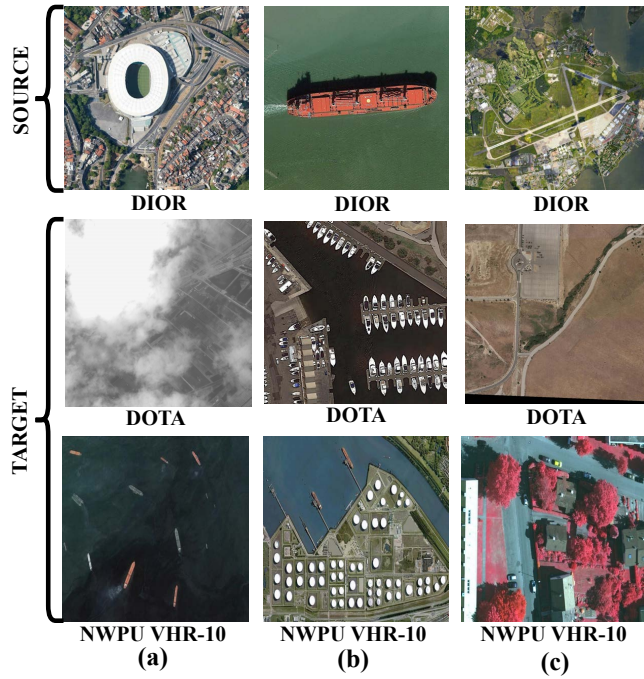 SOURCE
DIOR DIOR DIOR
TARGET
DOTA DOTA DOTA
NWPU VHR-10 NWPU VHR-10 NWPU VHR-10
(a) (b) (c)